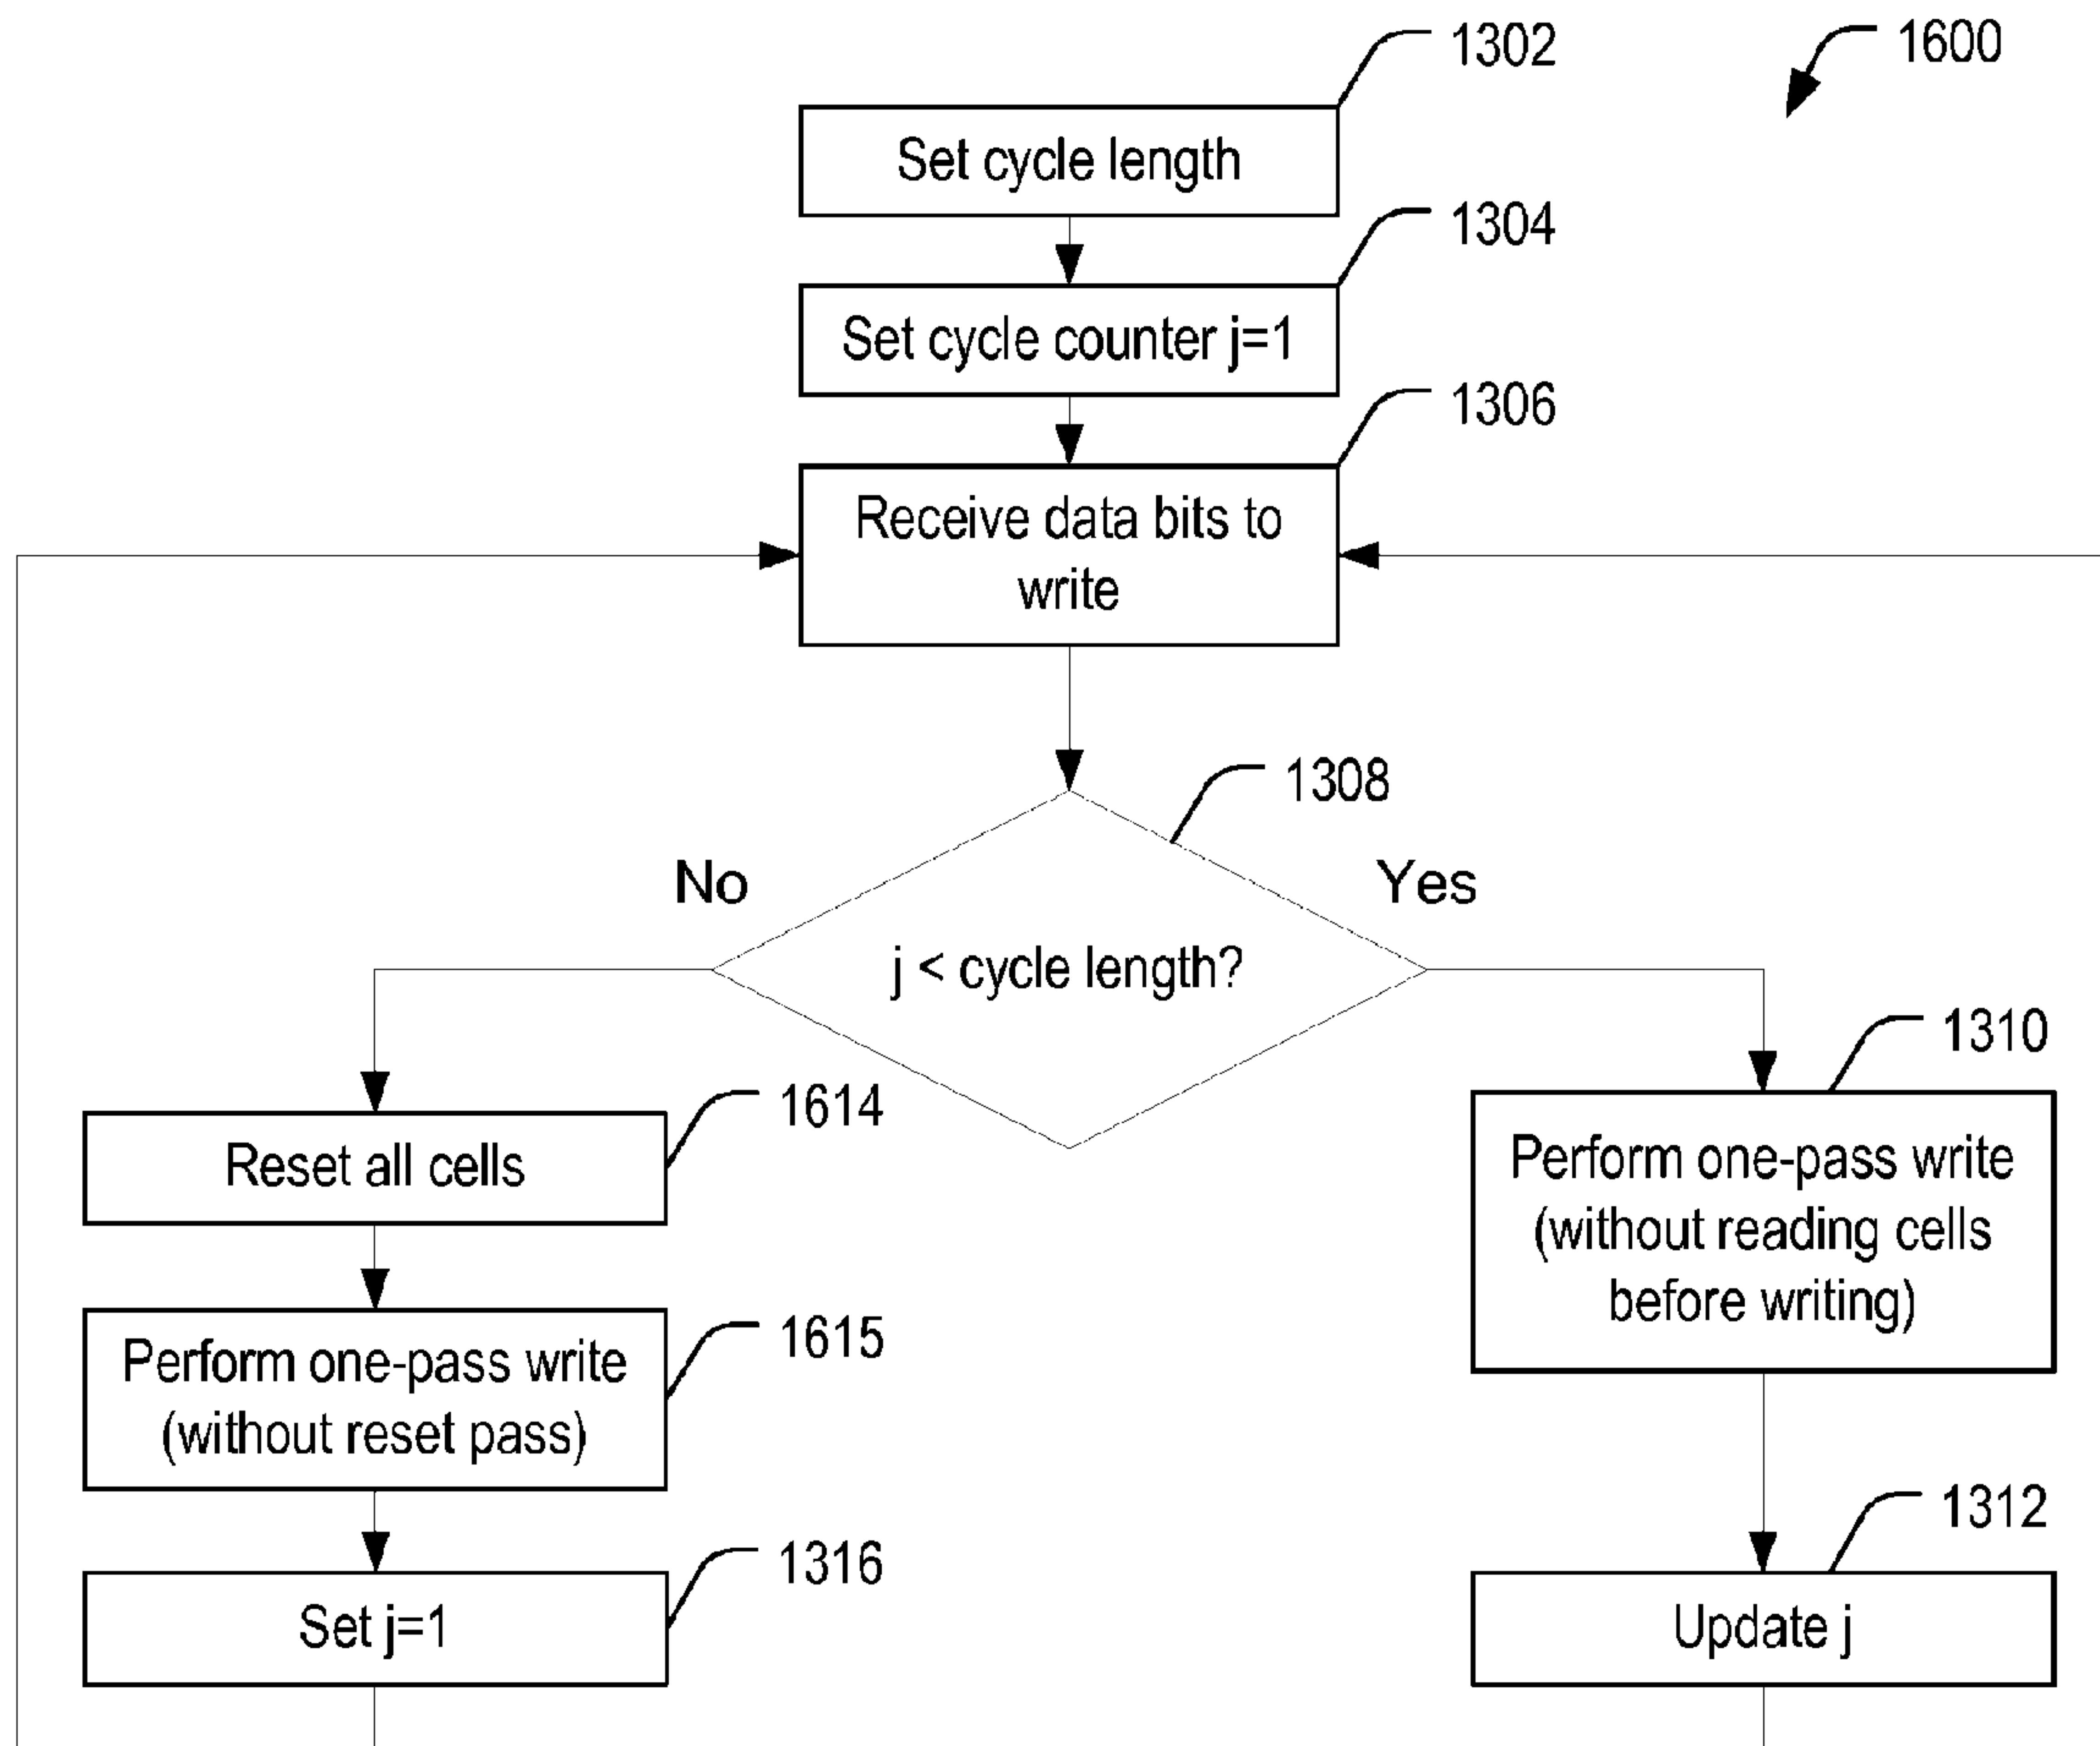 1302
1600
Set cycle length
1304
Set cycle counter j=1
1306
Receive data bits to
write
1308
No
Yes
j < cycle length?
1310
1614
Reset all cells
Perform one-pass write
(without reading cells
before writing)
1615
Perform one-pass write
(without reset pass)
1312
1316
Set j=1
Update j